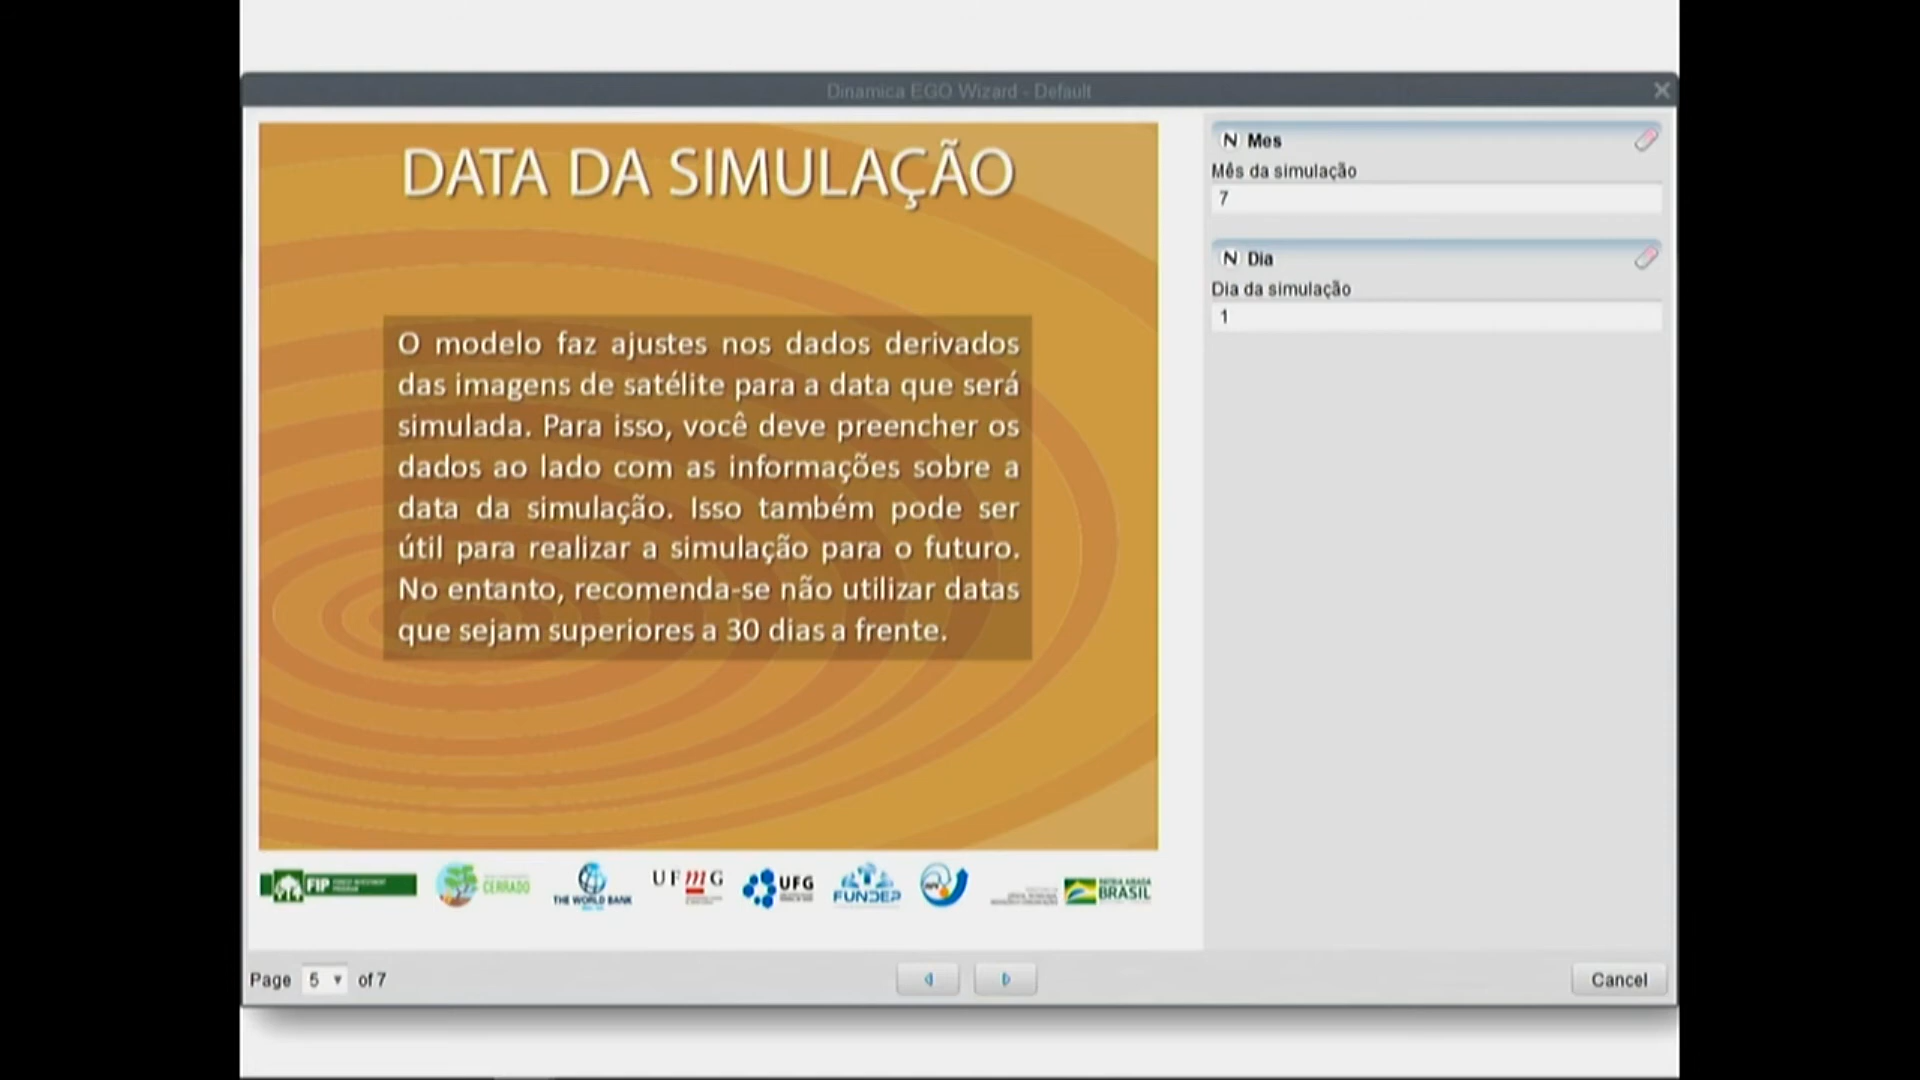 Dinamica EGO Wizard - Default
DATA DA SIMULAÇÃO
O modelo faz ajustes nos dados derivados
das imagens de satélite para a data que será
simulada. Para isso, você deve preencher os
dados ao lado com as informações sobre a
data da simulação. Isso também pode ser
útil para realizar a simulação para o futuro.
No entanto, recomenda-se não utilizar datas
que sejam superiores a 30 dias a frente.
N Mes
Mês da simulação
7
N Dia
Dia da simulação
1
FIP
CERRADO
THE WORLD BANK
UFmG
UFG
FUNDEP
BRASIL
Page 5 of 7
Cancel